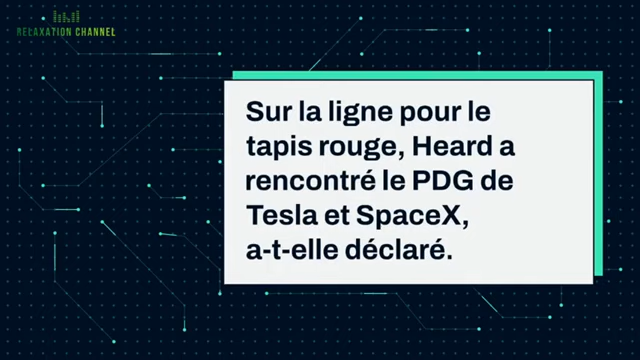 RELAXATION CHANNEL
Sur la ligne pour le
tapis rouge, Heard a
rencontré le PDG de
Tesla et SpaceX,
a-t-elle déclaré.